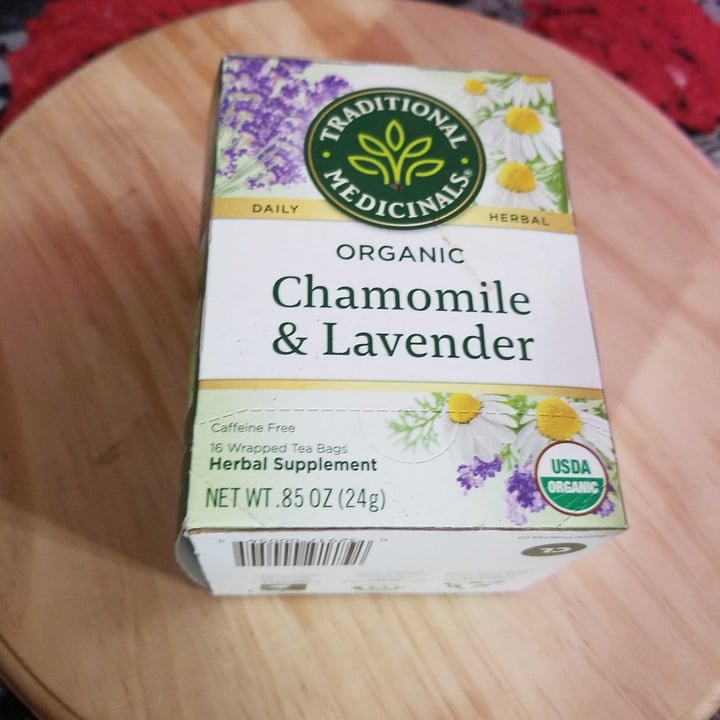 TRADITIONAL
MEDICINALS®
DAILY
HERBAL
ORGANIC
Chamomile
& Lavender
Caffeine Free
16 Wrapped Tea Bags
Herbal Supplement
NET WT .85 OZ (24g)
USDA
ORGANIC